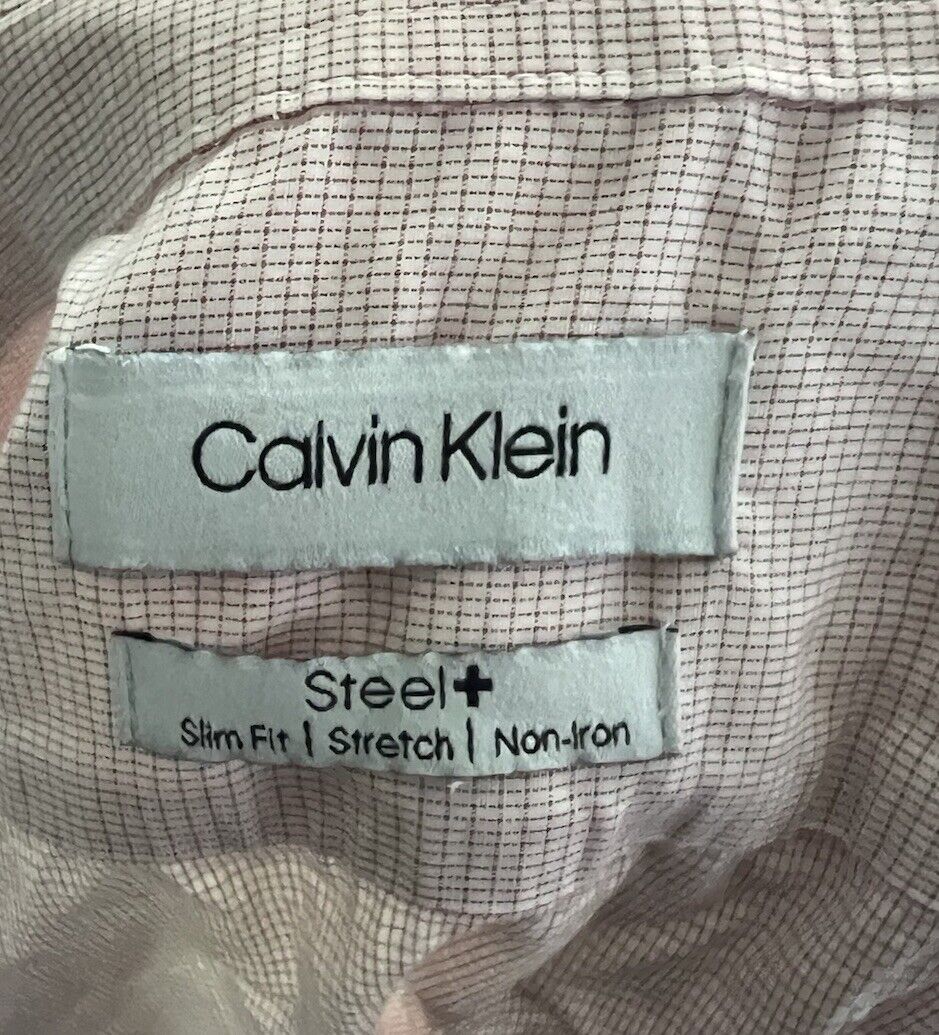 Calvin Klein
Steel+
Slim Fit | Stretch | Non-Iron